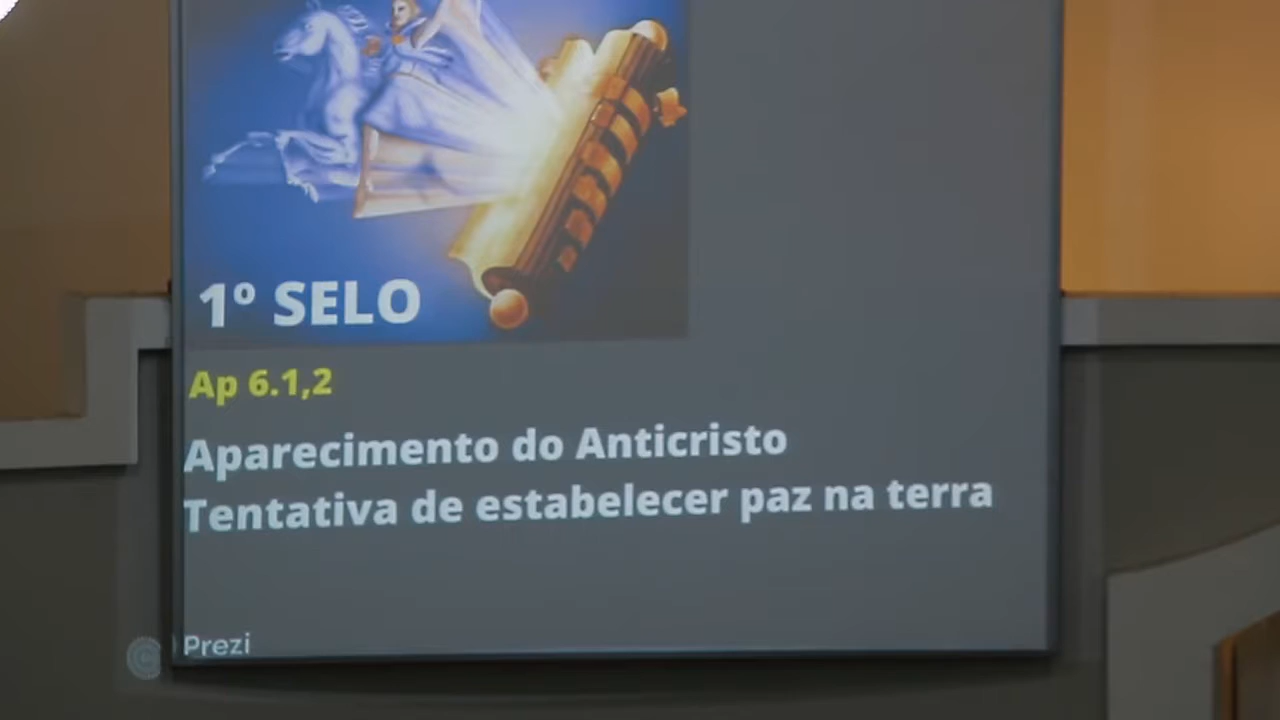 1º SELO
Ap 6.1,2
Aparecimento do Anticristo
Tentativa de estabelecer paz na terra
Prezi